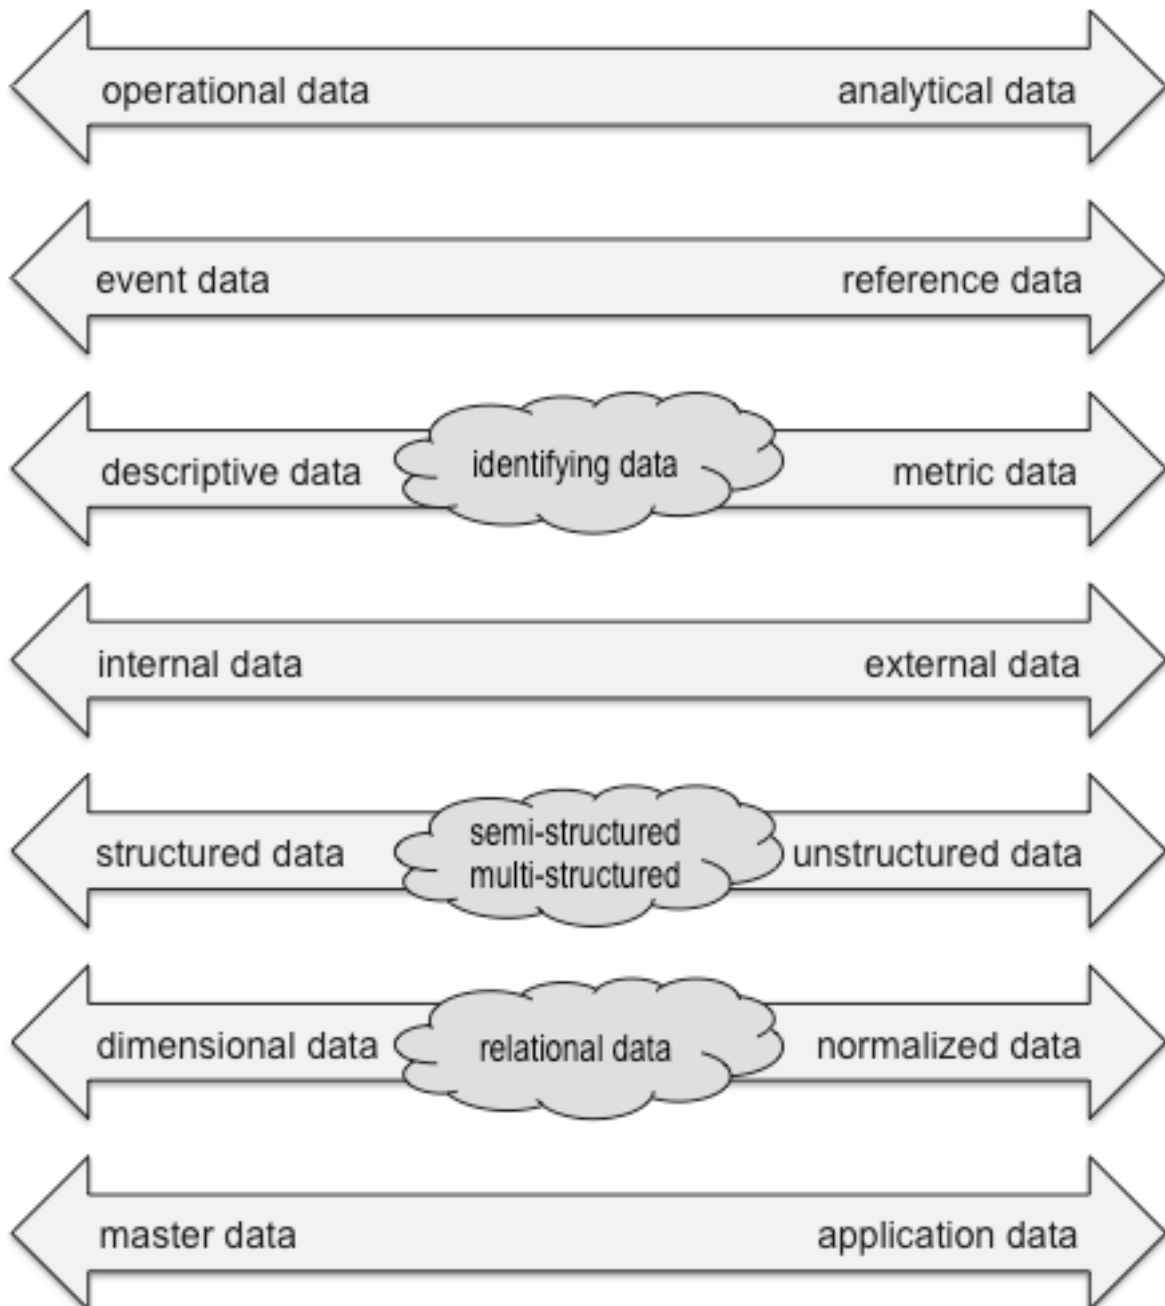 operational data analytical data
event data reference data
descriptive data identifying data metric data
internal data external data
structured data semi-structured multi-structured unstructured data
dimensional data relational data normalized data
master data application data